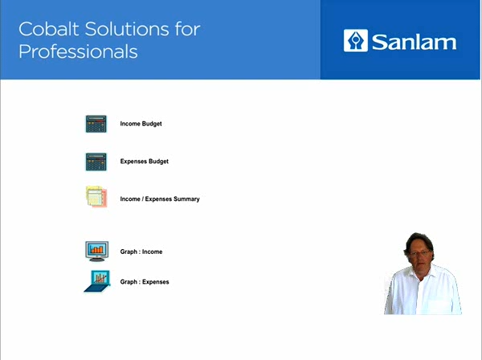 Cobalt Solutions for
Professionals
Sanlam
Income Budget
Expenses Budget
Income / Expenses Summary
Graph : Income
Graph : Expenses